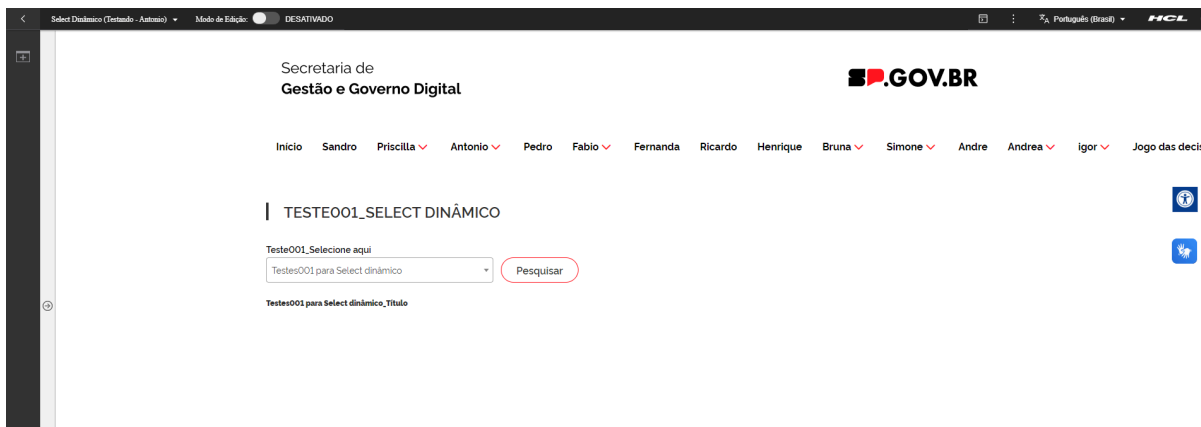 Select Dinâmico (Testando - Antonio) Modo de Edição: DESATIVADO Português (Brasil) HCL
Secretaria de
Gestão e Governo Digital
SP.GOV.BR
Início Sandro Priscilla Antonio Pedro Fabio Fernanda Ricardo Henrique Bruna Simone Andre Andrea igor Jogo das decis
TESTE001_SELECT DINÂMICO
Teste001_Selecione aqui
Testes001 para Select dinâmico Pesquisar
Testes001 para Select dinâmico_Título